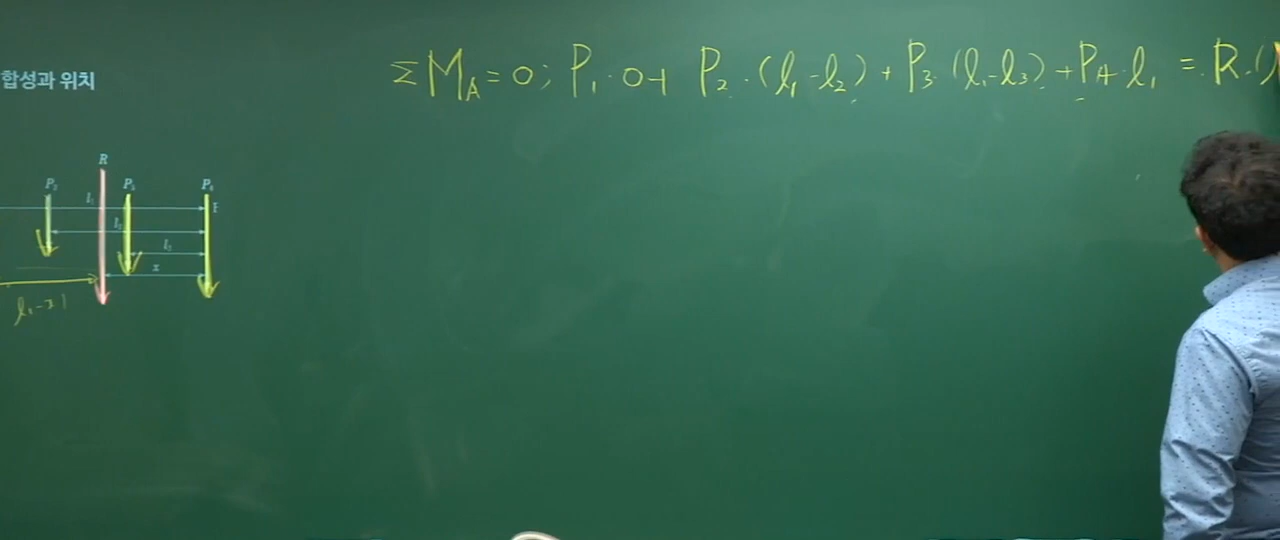 합성과 위치
ΣM_A = 0; P₁·0+ P₂·(l₁-l₂) + P₃·(l₁-l₃) + P₄·l₁ = R·(
R
P₂ P₃ P₄
l₁
l₂
l₃
x
l₁-x